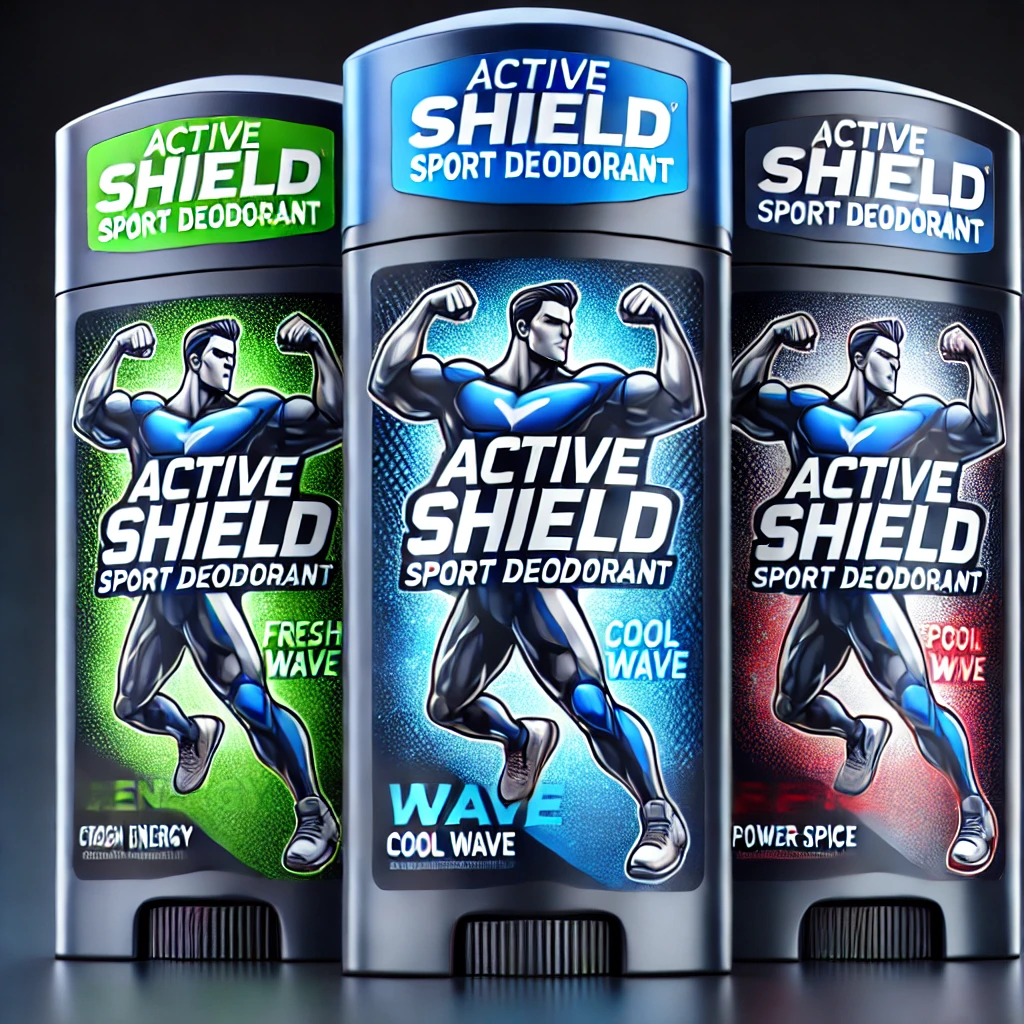 ACTIVE
SHIELD
SPORT DEODORANT
ACTIVE
SHIELD
SPORT DEODORANT
FRESH
WAVE
ENERGY
ACTIVE
SHIELD
SPORT DEODORANT
ACTIVE
SHIELD
SPORT DEODORANT
COOL
WAVE
WAVE
COOL WAVE
ACTIVE
SHIELD
SPORT DEODORANT
ACTIVE
SHIELD
SPORT DEODORANT
POWER SPICE